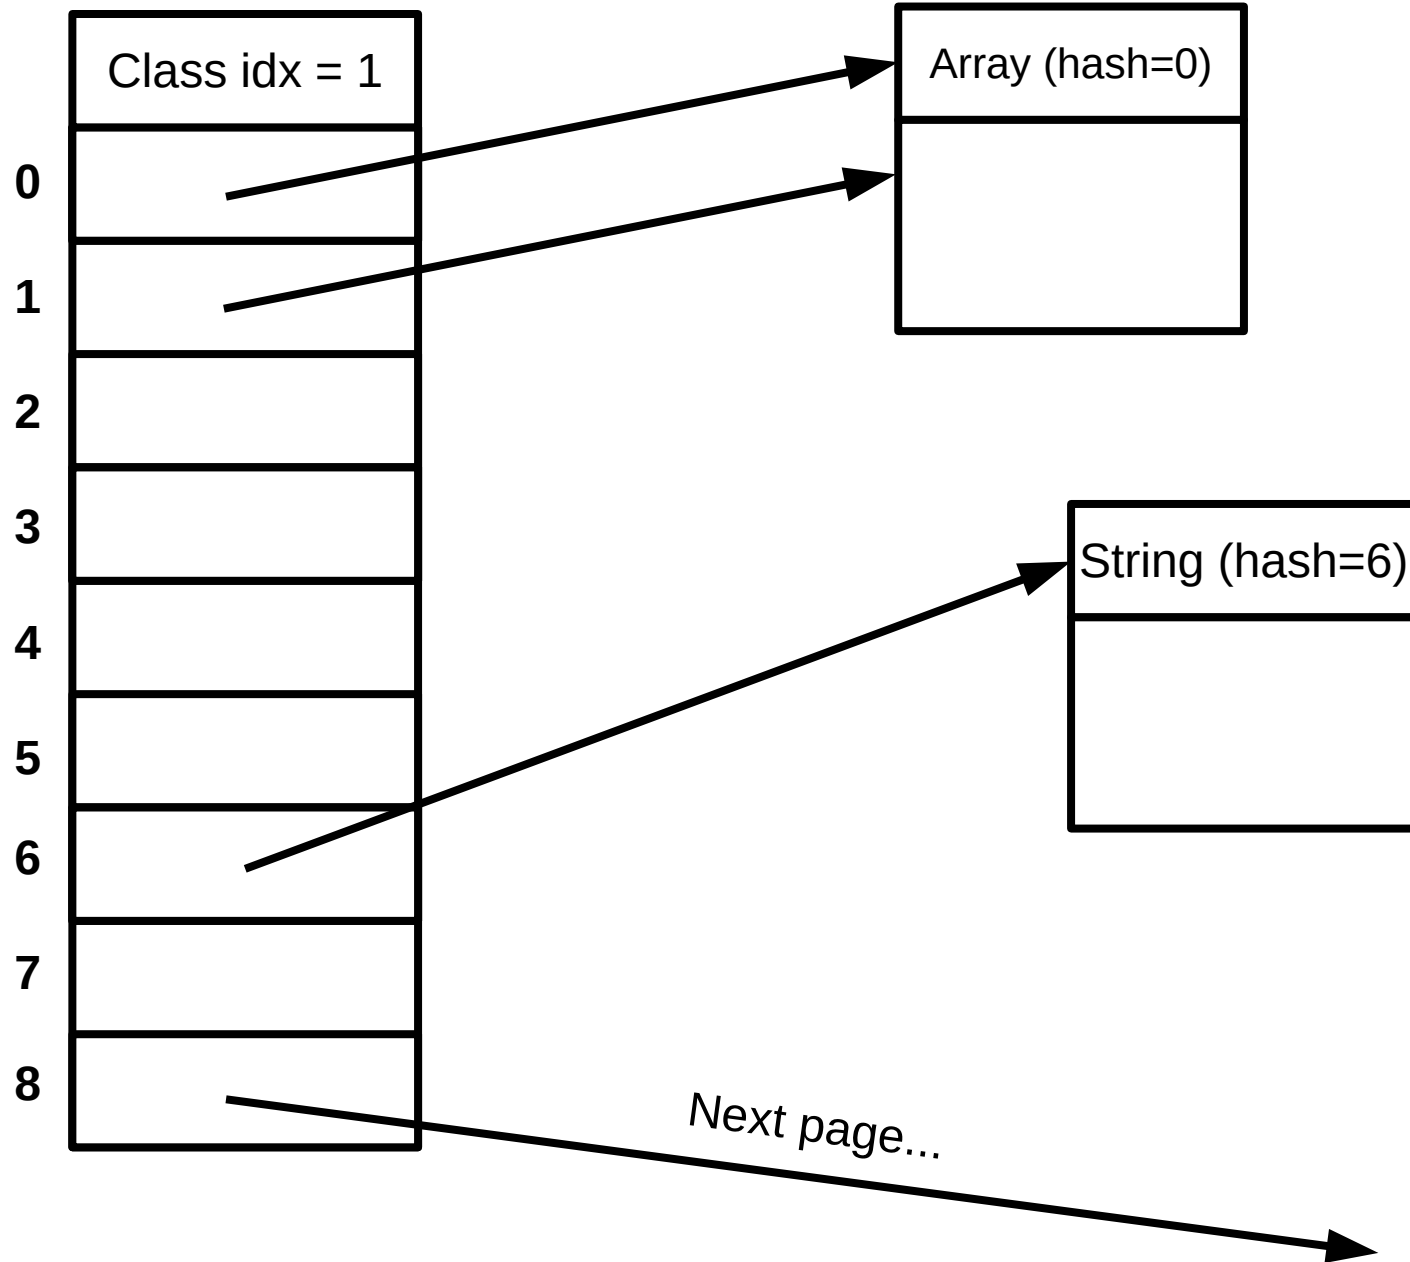 Class idx = 1
Array (hash=0)
0
1
2
3
String (hash=6)
4
5
6
7
8
Next page...